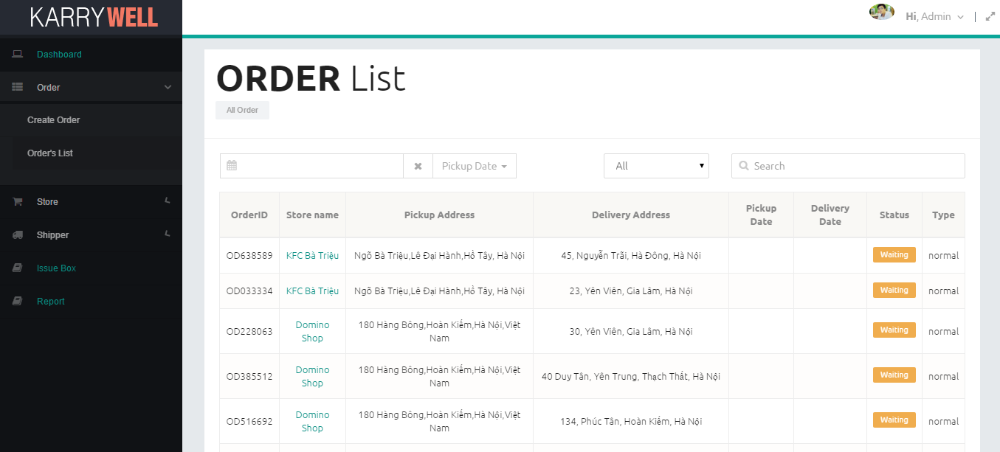 KARRYWELL
Hi, Admin
Dashboard
Order
Create Order
Order's List
Store
Shipper
Issue Box
Report
ORDER List
All Order
Pickup Date
All
Search
OrderID Store name Pickup Address Delivery Address Pickup Date Delivery Date Status Type
OD638589 KFC Bà Triệu Ngõ Bà Triệu,Lê Đại Hành,Hồ Tây, Hà Nội 45, Nguyễn Trãi, Hà Đông, Hà Nội Waiting normal
OD033334 KFC Bà Triệu Ngõ Bà Triệu,Lê Đại Hành,Hồ Tây, Hà Nội 23, Yên Viên, Gia Lâm, Hà Nội Waiting normal
OD228063 Domino Shop 180 Hàng Bông,Hoàn Kiếm,Hà Nội,Việt Nam 30, Yên Viên, Gia Lâm, Hà Nội Waiting normal
OD385512 Domino Shop 180 Hàng Bông,Hoàn Kiếm,Hà Nội,Việt Nam 40 Duy Tân, Yên Trung, Thạch Thất, Hà Nội Waiting normal
OD516692 Domino Shop 180 Hàng Bông,Hoàn Kiếm,Hà Nội,Việt Nam 134, Phúc Tân, Hoàn Kiếm, Hà Nội Waiting normal